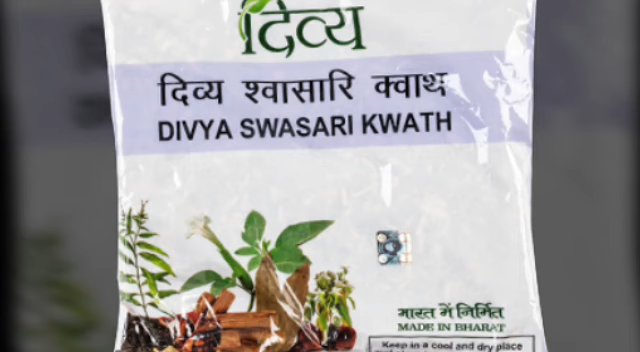 दिव्य
दिव्य श्वासारि क्वाथ
DIVYA SWASARI KWATH
भारत में निर्मित
MADE IN BHARAT
Keep in a cool and dry place